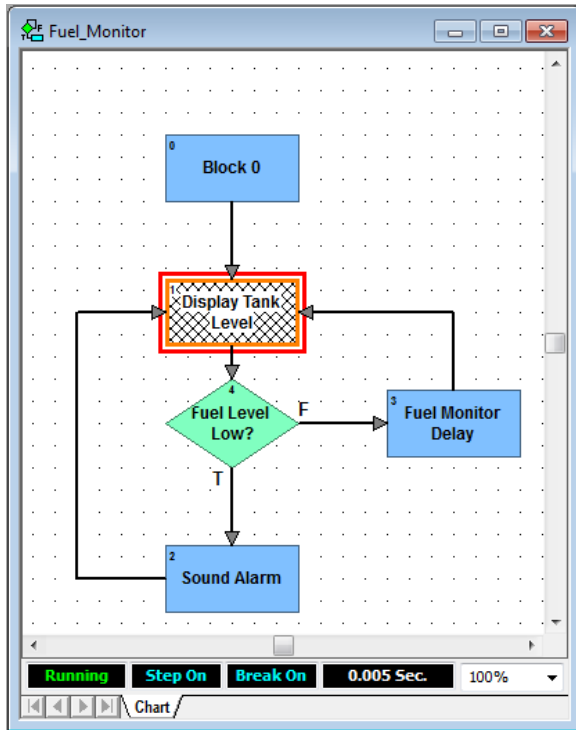 Fuel_Monitor
0
Block 0
1
Display Tank
Level
4
Fuel Level
Low?
F
3
Fuel Monitor
Delay
T
2
Sound Alarm
Running Step On Break On 0.005 Sec. 100%
Chart